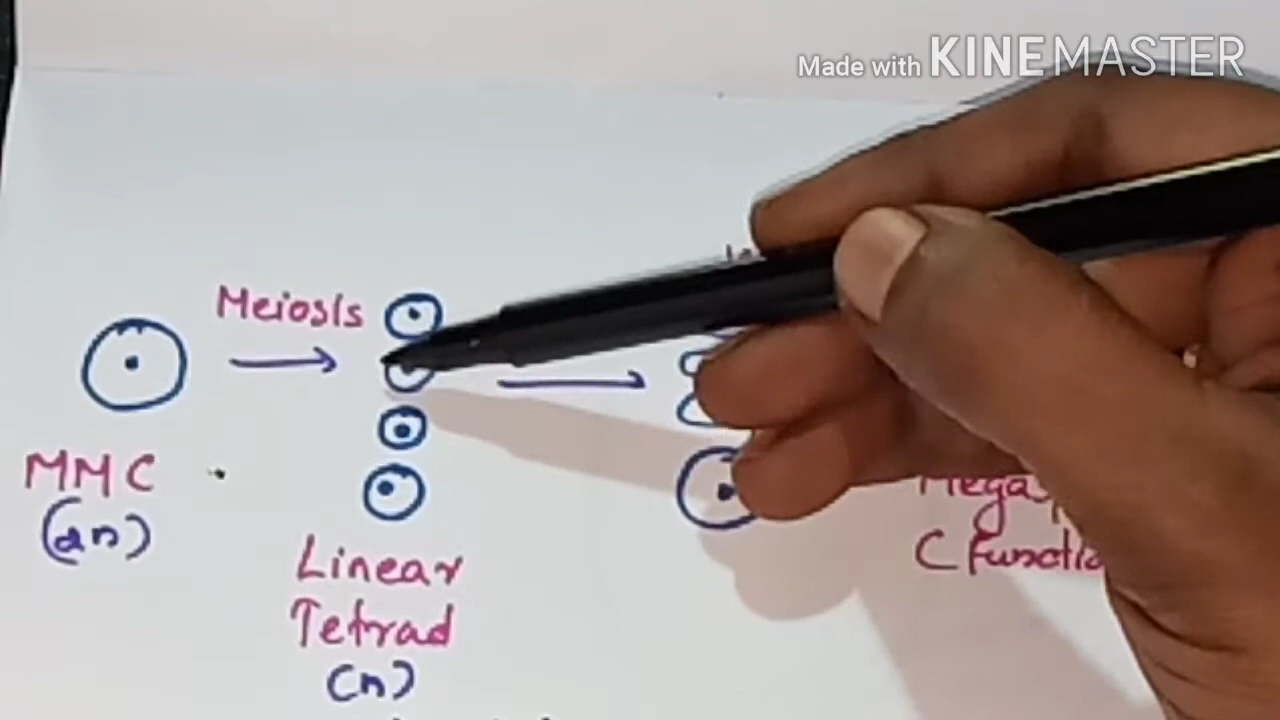 Made with KINEMASTER
Meiosis
MMC
(2n)
Linear
Tetrad
(n)